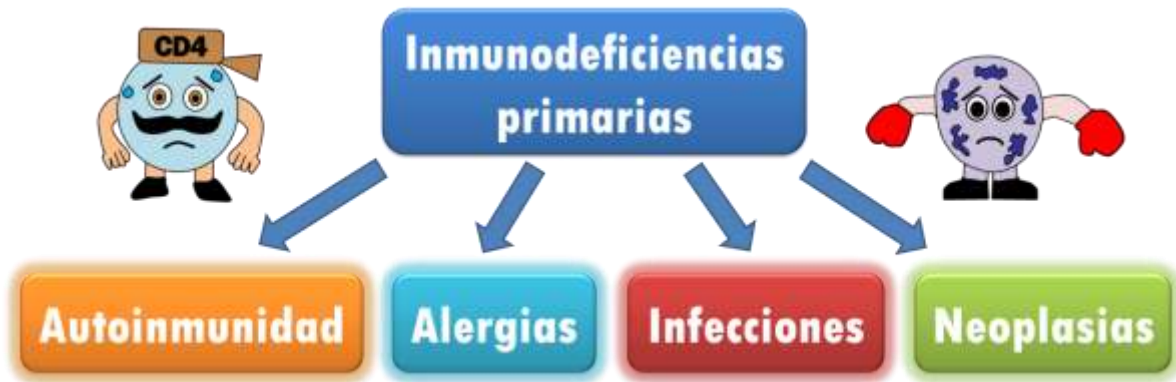 CD4
Inmunodeficiencias
primarias
Autoinmunidad
Alergias
Infecciones
Neoplasias